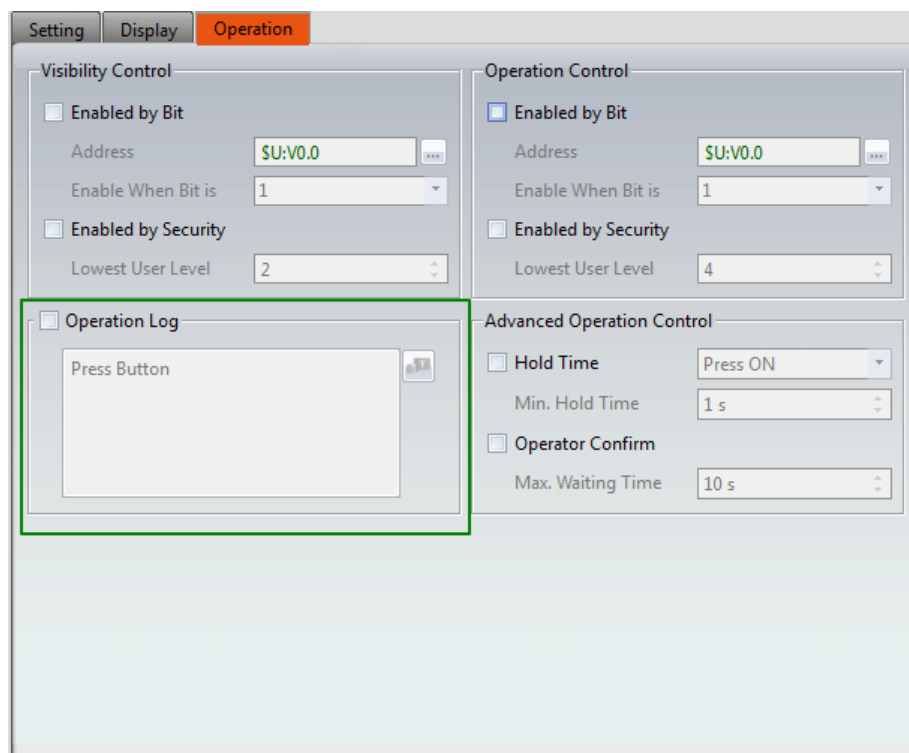 Setting Display Operation
Visibility Control
Enabled by Bit
Address $U:V0.0 ...
Enable When Bit is 1
Enabled by Security
Lowest User Level 2
Operation Control
Enabled by Bit
Address $U:V0.0 ...
Enable When Bit is 1
Enabled by Security
Lowest User Level 4
Operation Log
Press Button
Advanced Operation Control
Hold Time Press ON
Min. Hold Time 1 s
Operator Confirm
Max. Waiting Time 10 s